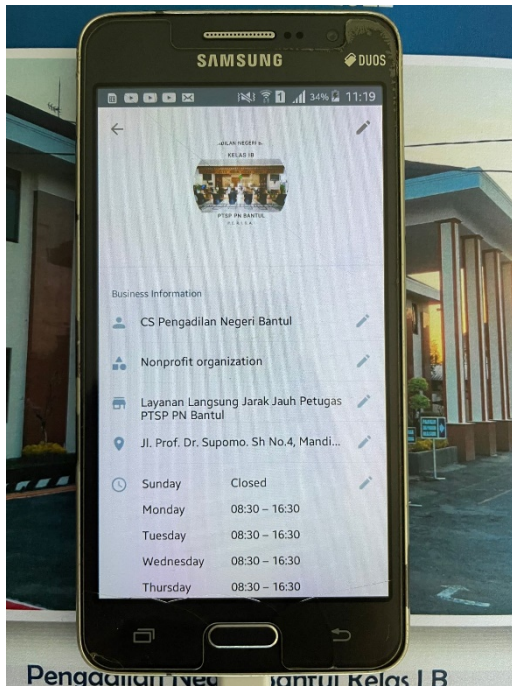 SAMSUNG
DUOS
34% 11:19
KELAS IB
PTSP PN BANTUL
Business Information
CS Pengadilan Negeri Bantul
Nonprofit organization
Layanan Langsung Jarak Jauh Petugas
PTSP PN Bantul
Jl. Prof. Dr. Supomo. Sh No.4, Mandi...
Sunday Closed
Monday 08:30 – 16:30
Tuesday 08:30 – 16:30
Wednesday 08:30 – 16:30
Thursday 08:30 – 16:30
Pengadilan Neg
Bantul Kelas I B